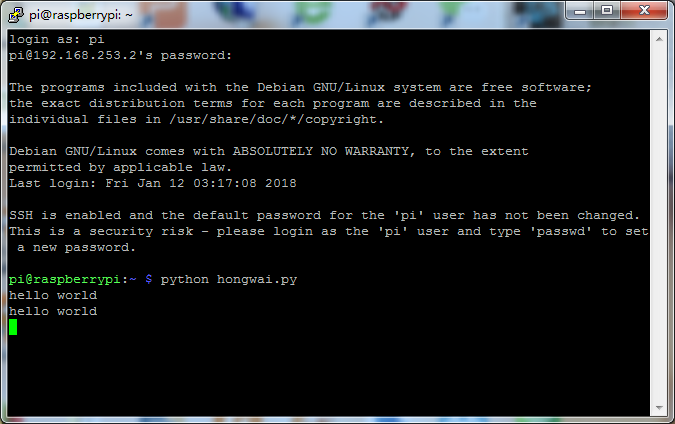 pi@raspberrypi: ~
login as: pi
pi@192.168.253.2's password:
The programs included with the Debian GNU/Linux system are free software;
the exact distribution terms for each program are described in the
individual files in /usr/share/doc/*/copyright.
Debian GNU/Linux comes with ABSOLUTELY NO WARRANTY, to the extent
permitted by applicable law.
Last login: Fri Jan 12 03:17:08 2018
SSH is enabled and the default password for the 'pi' user has not been changed.
This is a security risk - please login as the 'pi' user and type 'passwd' to set
 a new password.
pi@raspberrypi:~ $ python hongwai.py
hello world
hello world